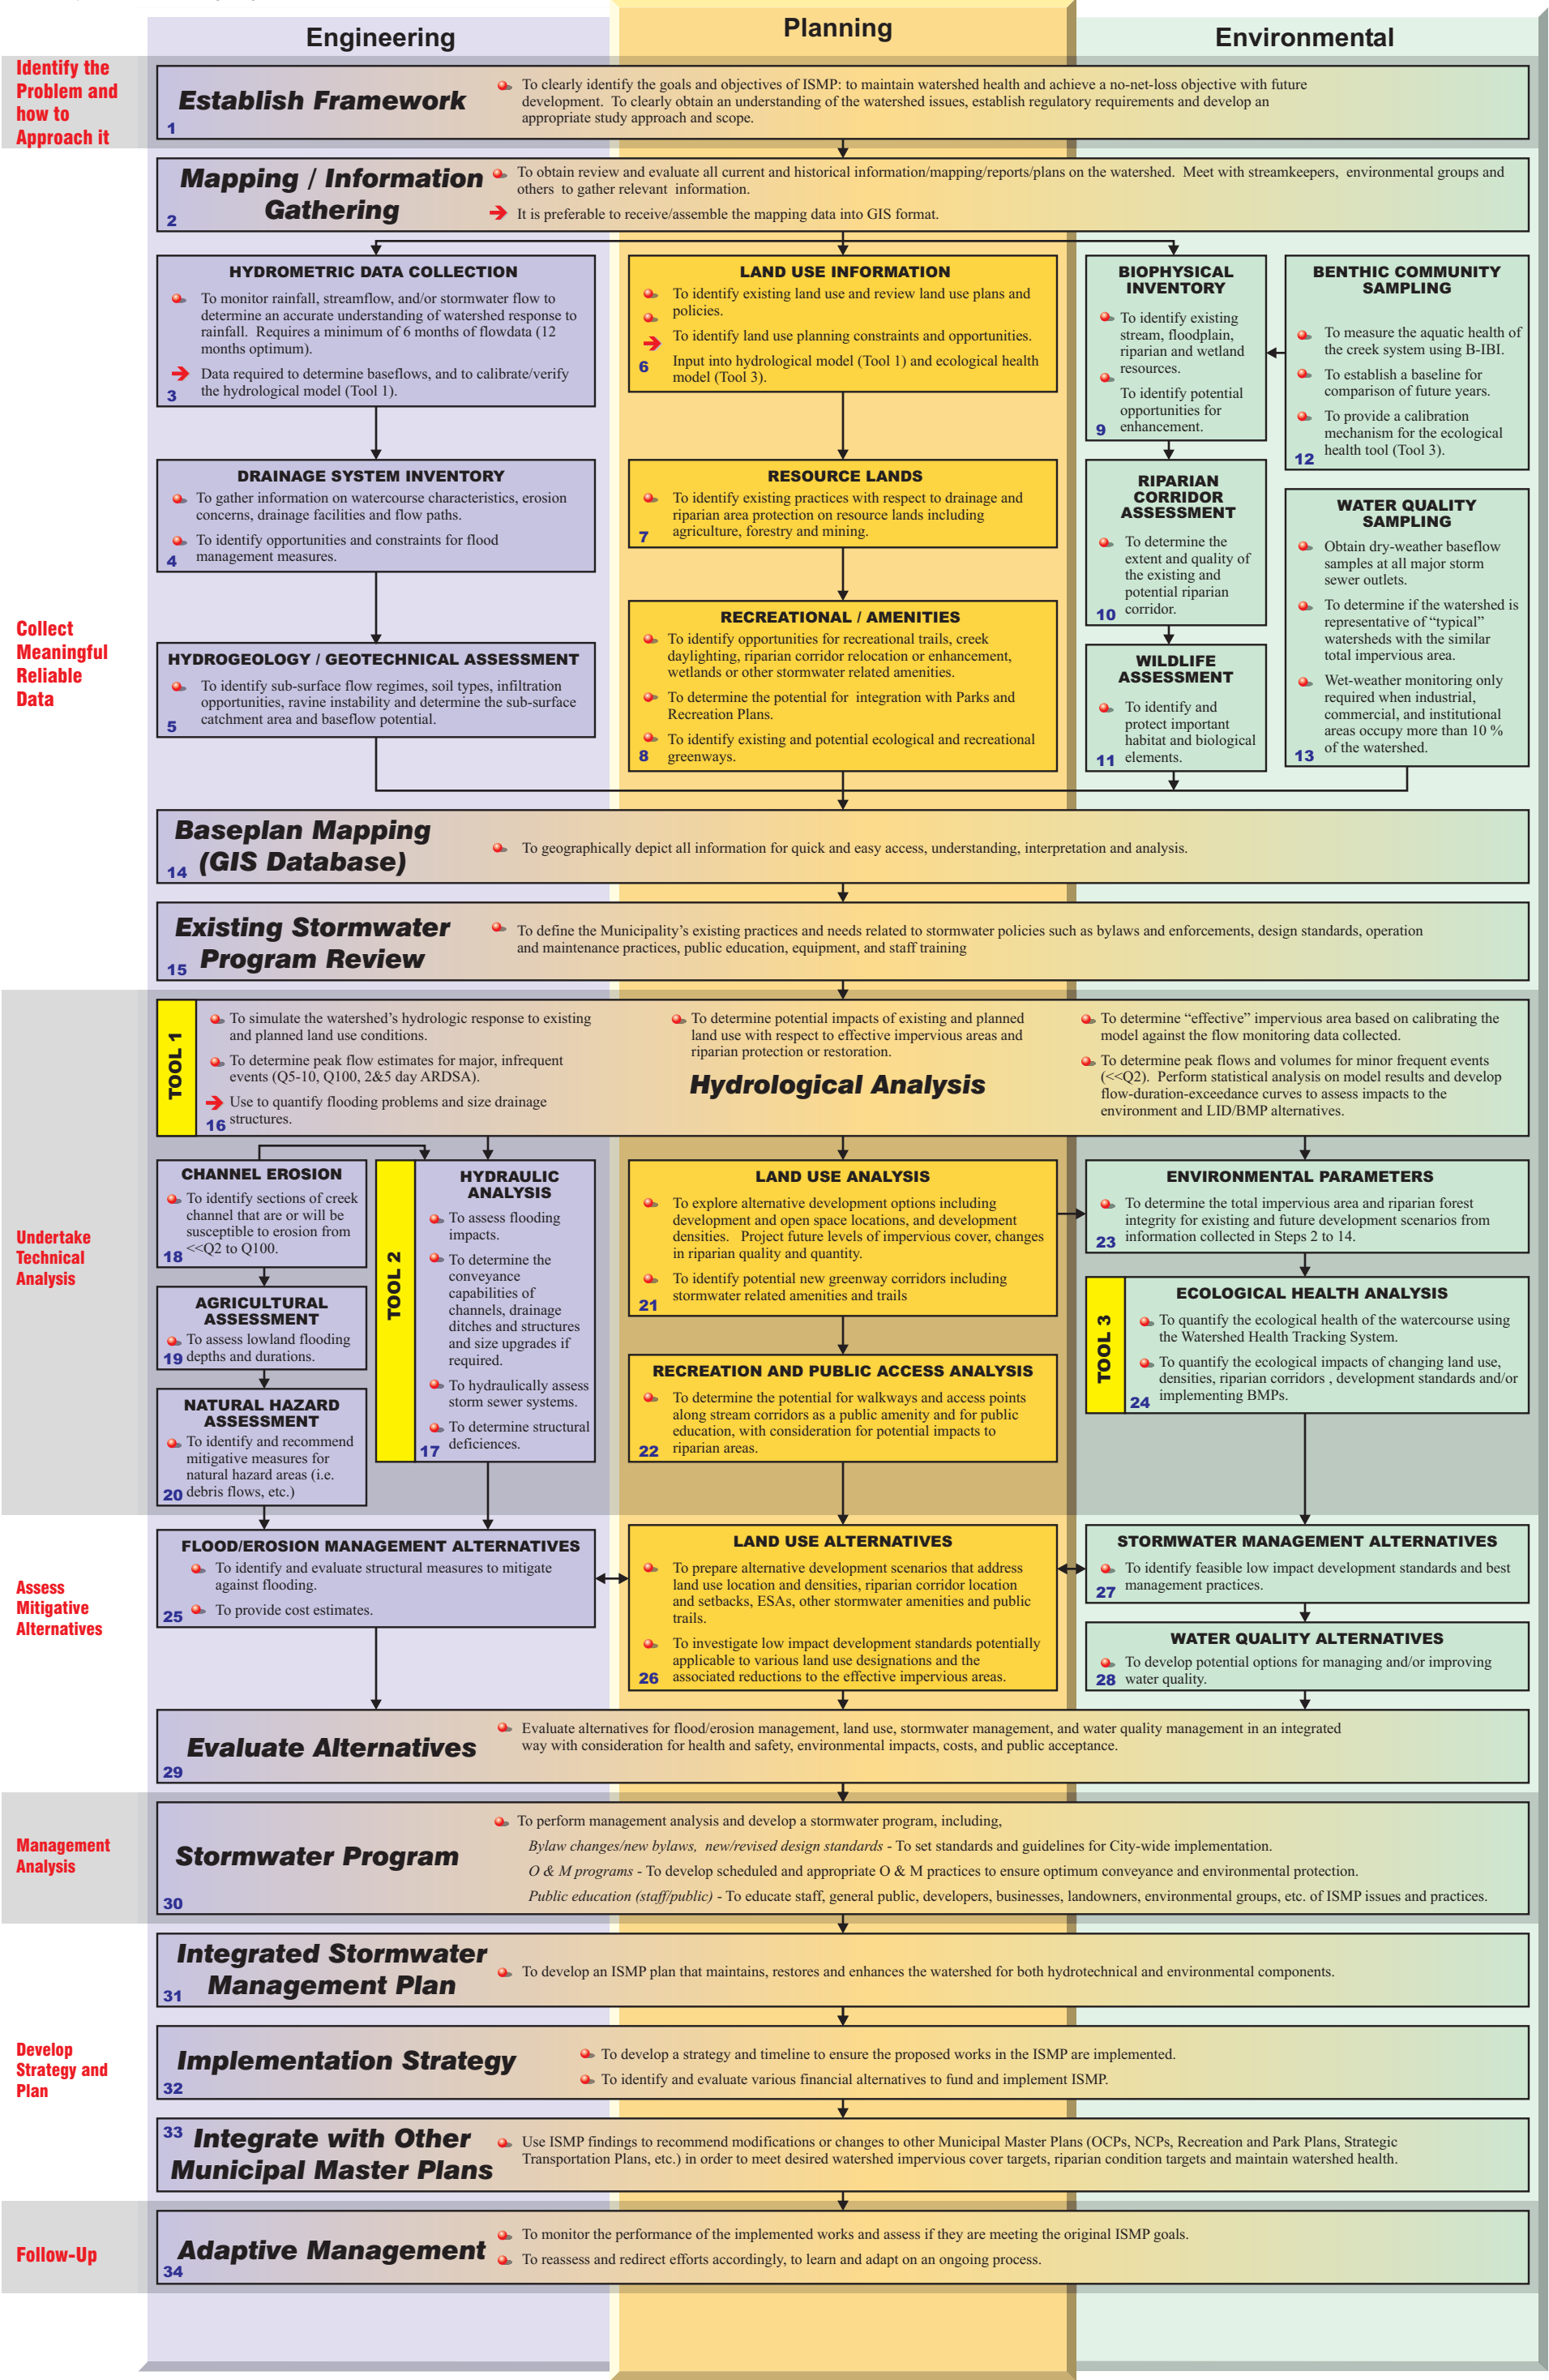 Engineering
Planning
Environmental
Identify the
Problem and
how to
Approach it
Establish Framework
1
To clearly identify the goals and objectives of ISMP: to maintain watershed health and achieve a no-net-loss objective with future
development. To clearly obtain an understanding of the watershed issues, establish regulatory requirements and develop an
appropriate study approach and scope.
Collect
Meaningful
Reliable
Data
Mapping / Information
Gathering
2
To obtain review and evaluate all current and historical information/mapping/reports/plans on the watershed. Meet with streamkeepers, environmental groups and
others to gather relevant information.
It is preferable to receive/assemble the mapping data into GIS format.
HYDROMETRIC DATA COLLECTION
To monitor rainfall, streamflow, and/or stormwater flow to
determine an accurate understanding of watershed response to
rainfall. Requires a minimum of 6 months of flowdata (12
months optimum).
Data required to determine baseflows, and to calibrate/verify
the hydrological model (Tool 1).
3
DRAINAGE SYSTEM INVENTORY
To gather information on watercourse characteristics, erosion
concerns, drainage facilities and flow paths.
To identify opportunities and constraints for flood
management measures.
4
HYDROGEOLOGY / GEOTECHNICAL ASSESSMENT
To identify sub-surface flow regimes, soil types, infiltration
opportunities, ravine instability and determine the sub-surface
catchment area and baseflow potential.
5
LAND USE INFORMATION
To identify existing land use and review land use plans and
policies.
To identify land use planning constraints and opportunities.
Input into hydrological model (Tool 1) and ecological health
model (Tool 3).
6
RESOURCE LANDS
To identify existing practices with respect to drainage and
riparian area protection on resource lands including
agriculture, forestry and mining.
7
RECREATIONAL / AMENITIES
To identify opportunities for recreational trails, creek
daylighting, riparian corridor relocation or enhancement,
wetlands or other stormwater related amenities.
To determine the potential for integration with Parks and
Recreation Plans.
To identify existing and potential ecological and recreational
greenways.
8
BIOPHYSICAL
INVENTORY
To identify existing
stream, floodplain,
riparian and wetland
resources.
To identify potential
opportunities for
enhancement.
9
RIPARIAN
CORRIDOR
ASSESSMENT
To determine the
extent and quality of
the existing and
potential riparian
corridor.
10
WILDLIFE
ASSESSMENT
To identify and
protect important
habitat and biological
elements.
11
BENTHIC COMMUNITY
SAMPLING
To measure the aquatic health of
the creek system using B-IBI.
To establish a baseline for
comparison of future years.
To provide a calibration
mechanism for the ecological
health tool (Tool 3).
12
WATER QUALITY
SAMPLING
Obtain dry-weather baseflow
samples at all major storm
sewer outlets.
To determine if the watershed is
representative of “typical”
watersheds with the similar
total impervious area.
Wet-weather monitoring only
required when industrial,
commercial, and institutional
areas occupy more than 10 %
of the watershed.
13
Baseplan Mapping
(GIS Database)
14
To geographically depict all information for quick and easy access, understanding, interpretation and analysis.
Existing Stormwater
Program Review
15
To define the Municipality’s existing practices and needs related to stormwater policies such as bylaws and enforcements, design standards, operation
and maintenance practices, public education, equipment, and staff training
Undertake
Technical
Analysis
TOOL 1
To simulate the watershed’s hydrologic response to existing
and planned land use conditions.
To determine peak flow estimates for major, infrequent
events (Q5-10, Q100, 2&5 day ARDSA).
Use to quantify flooding problems and size drainage
structures.
16
To determine potential impacts of existing and planned
land use with respect to effective impervious areas and
riparian protection or restoration.
Hydrological Analysis
To determine “effective” impervious area based on calibrating the
model against the flow monitoring data collected.
To determine peak flows and volumes for minor frequent events
(<<Q2). Perform statistical analysis on model results and develop
flow-duration-exceedance curves to assess impacts to the
environment and LID/BMP alternatives.
CHANNEL EROSION
To identify sections of creek
channel that are or will be
susceptible to erosion from
<<Q2 to Q100.
18
AGRICULTURAL
ASSESSMENT
To assess lowland flooding
depths and durations.
19
NATURAL HAZARD
ASSESSMENT
To identify and recommend
mitigative measures for
natural hazard areas (i.e.
debris flows, etc.)
20
TOOL 2
HYDRAULIC
ANALYSIS
To assess flooding
impacts.
To determine the
conveyance
capabilities of
channels, drainage
ditches and structures
and size upgrades if
required.
To hydraulically assess
storm sewer systems.
To determine structural
deficiences.
17
LAND USE ANALYSIS
To explore alternative development options including
development and open space locations, and development
densities. Project future levels of impervious cover, changes
in riparian quality and quantity.
To identify potential new greenway corridors including
stormwater related amenities and trails
21
RECREATION AND PUBLIC ACCESS ANALYSIS
To determine the potential for walkways and access points
along stream corridors as a public amenity and for public
education, with consideration for potential impacts to
riparian areas.
22
ENVIRONMENTAL PARAMETERS
To determine the total impervious area and riparian forest
integrity for existing and future development scenarios from
information collected in Steps 2 to 14.
23
TOOL 3
ECOLOGICAL HEALTH ANALYSIS
To quantify the ecological health of the watercourse using
the Watershed Health Tracking System.
To quantify the ecological impacts of changing land use,
densities, riparian corridors , development standards and/or
implementing BMPs.
24
Assess
Mitigative
Alternatives
FLOOD/EROSION MANAGEMENT ALTERNATIVES
To identify and evaluate structural measures to mitigate
against flooding.
To provide cost estimates.
25
LAND USE ALTERNATIVES
To prepare alternative development scenarios that address
land use location and densities, riparian corridor location
and setbacks, ESAs, other stormwater amenities and public
trails.
To investigate low impact development standards potentially
applicable to various land use designations and the
associated reductions to the effective impervious areas.
26
STORMWATER MANAGEMENT ALTERNATIVES
To identify feasible low impact development standards and best
management practices.
27
WATER QUALITY ALTERNATIVES
To develop potential options for managing and/or improving
water quality.
28
Evaluate Alternatives
29
Evaluate alternatives for flood/erosion management, land use, stormwater management, and water quality management in an integrated
way with consideration for health and safety, environmental impacts, costs, and public acceptance.
Management
Analysis
Stormwater Program
30
To perform management analysis and develop a stormwater program, including,
Bylaw changes/new bylaws, new/revised design standards - To set standards and guidelines for City-wide implementation.
O & M programs - To develop scheduled and appropriate O & M practices to ensure optimum conveyance and environmental protection.
Public education (staff/public) - To educate staff, general public, developers, businesses, landowners, environmental groups, etc. of ISMP issues and practices.
Develop
Strategy and
Plan
Integrated Stormwater
Management Plan
31
To develop an ISMP plan that maintains, restores and enhances the watershed for both hydrotechnical and environmental components.
Implementation Strategy
32
To develop a strategy and timeline to ensure the proposed works in the ISMP are implemented.
To identify and evaluate various financial alternatives to fund and implement ISMP.
33
Integrate with Other
Municipal Master Plans
Use ISMP findings to recommend modifications or changes to other Municipal Master Plans (OCPs, NCPs, Recreation and Park Plans, Strategic
Transportation Plans, etc.) in order to meet desired watershed impervious cover targets, riparian condition targets and maintain watershed health.
Follow-Up
Adaptive Management
34
To monitor the performance of the implemented works and assess if they are meeting the original ISMP goals.
To reassess and redirect efforts accordingly, to learn and adapt on an ongoing process.